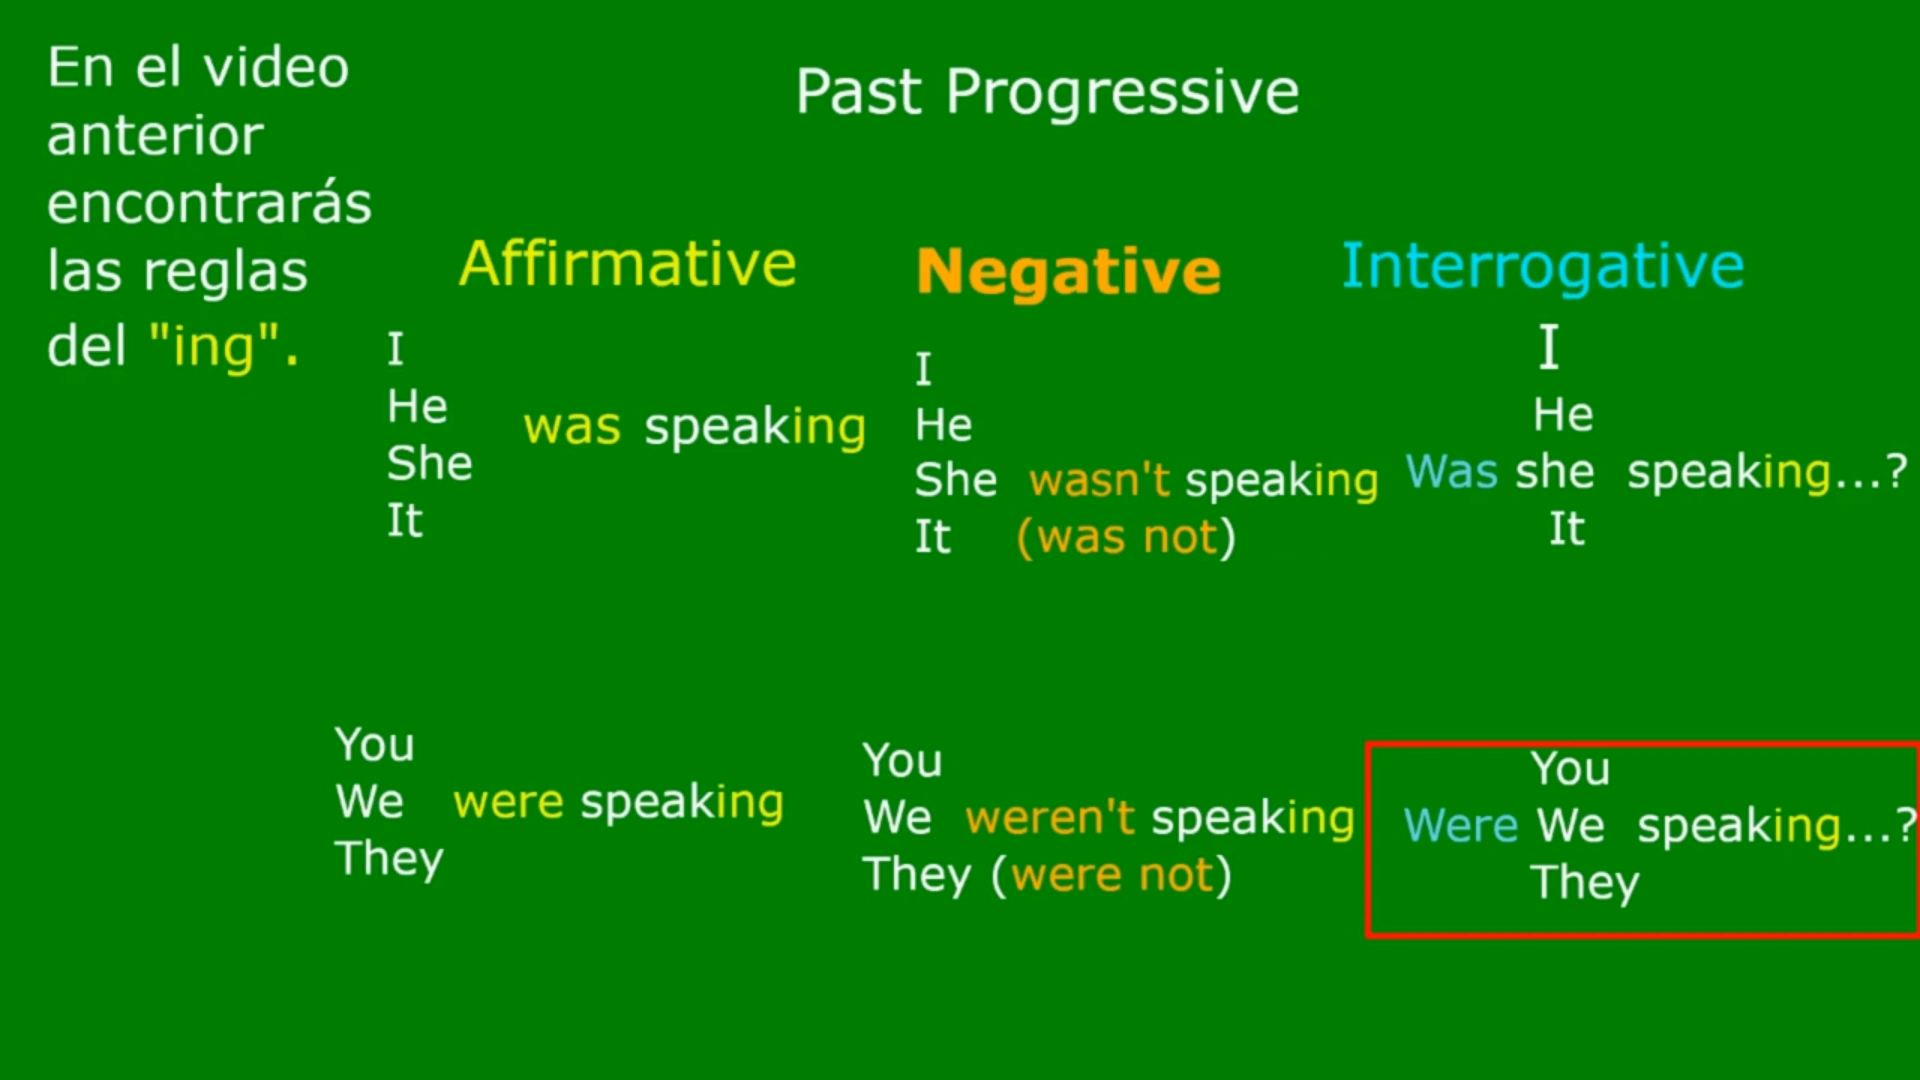 En el video
anterior
encontrarás
las reglas
del "ing".
Past Progressive
Affirmative
I
He
was speaking
She
It
You
We were speaking
They
Negative
I
He
She wasn't speaking
It (was not)
You
We weren't speaking
They (were not)
Interrogative
I
He
Was she speaking...?
It
You
Were We speaking...?
They